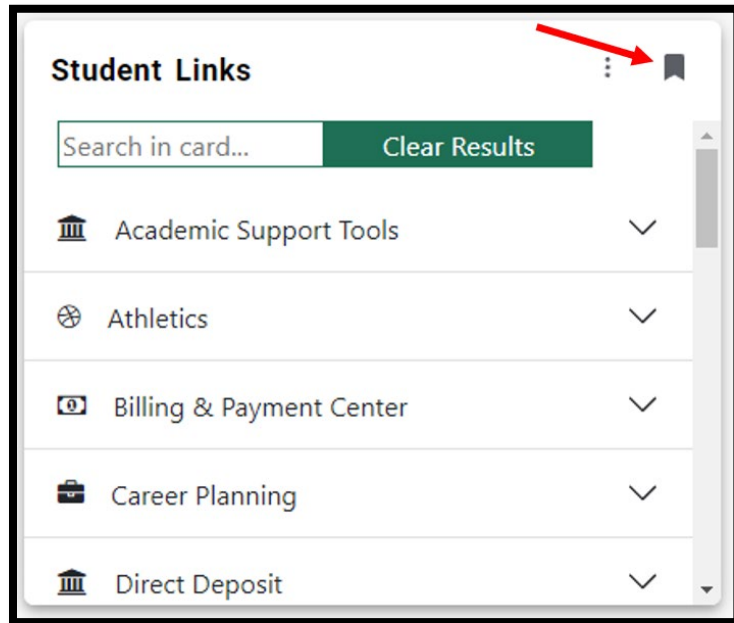 Student Links
Search in card... Clear Results
Academic Support Tools
Athletics
Billing & Payment Center
Career Planning
Direct Deposit